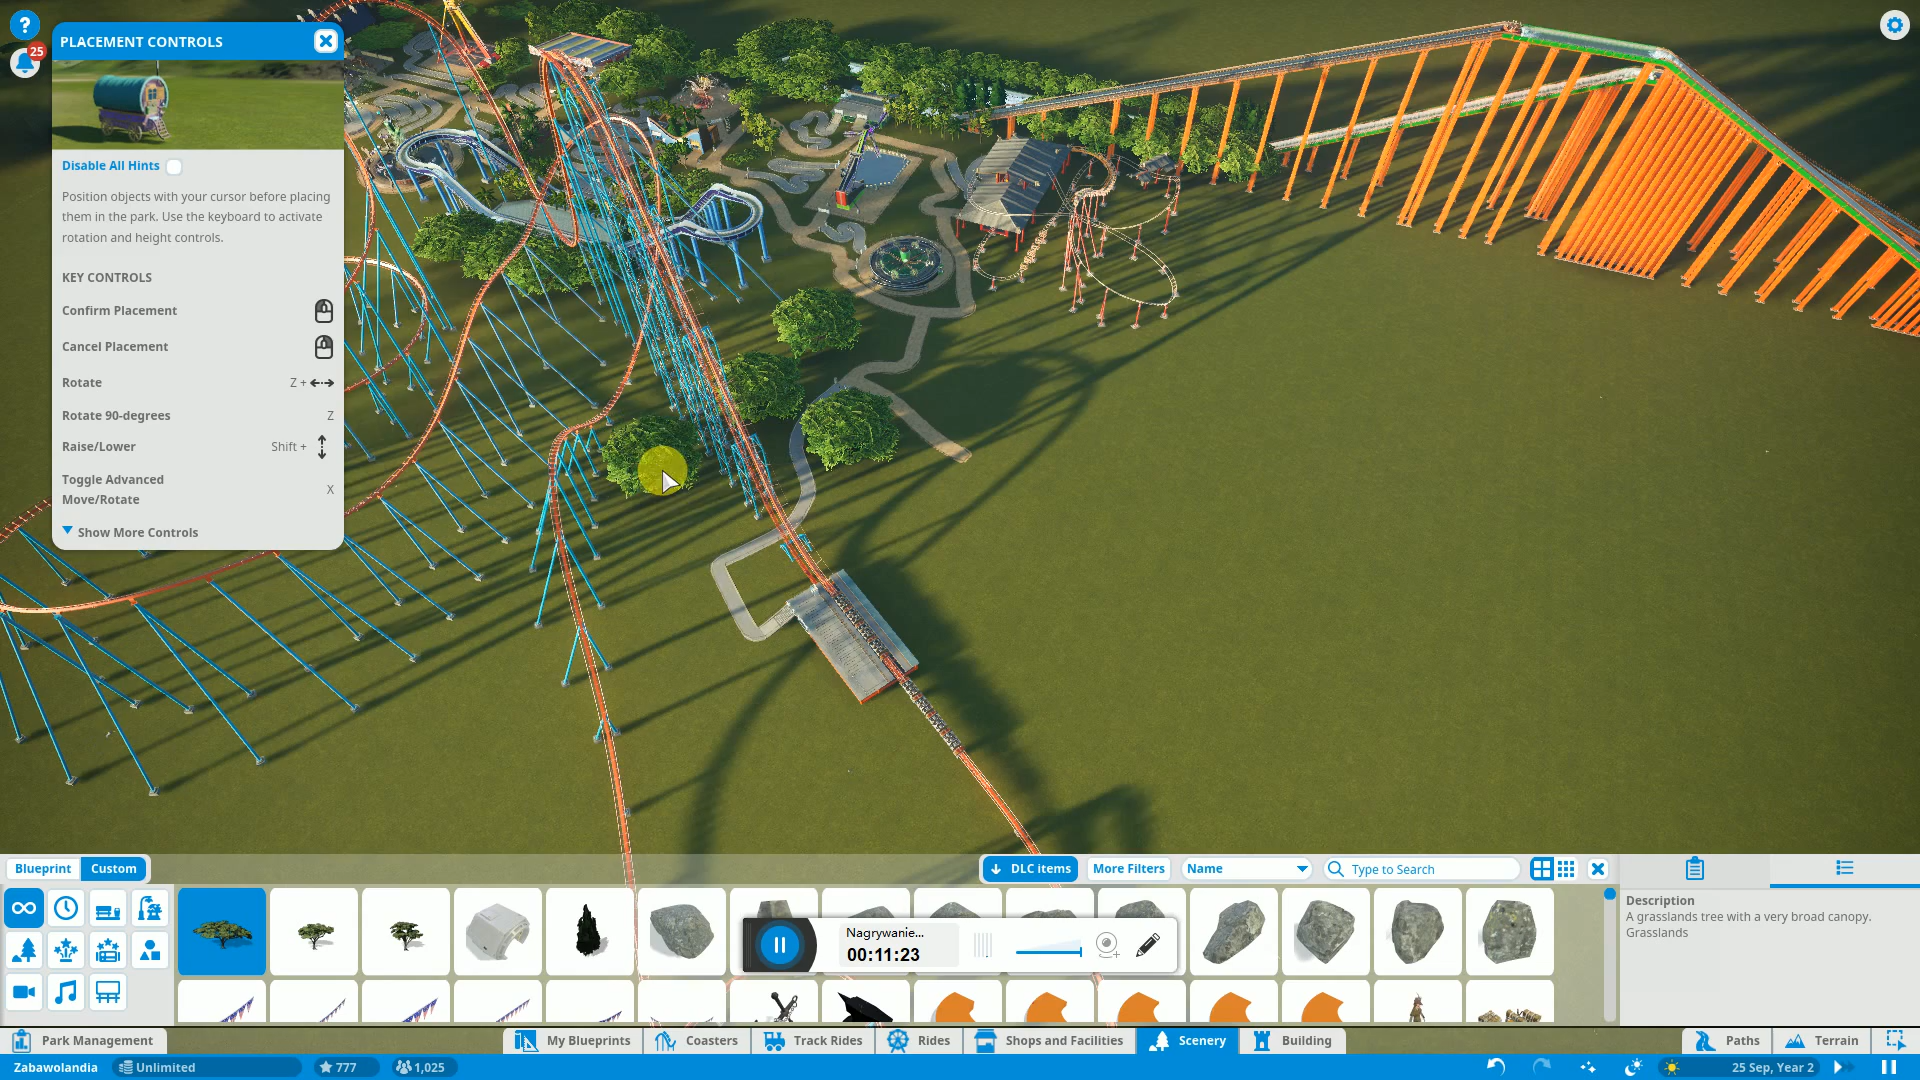 ?
25
PLACEMENT CONTROLS
Disable All Hints
Position objects with your cursor before placing
them in the park. Use the keyboard to activate
rotation and height controls.
KEY CONTROLS
Confirm Placement
Cancel Placement
Rotate Z +
Rotate 90-degrees Z
Raise/Lower Shift +
Toggle Advanced
Move/Rotate X
Show More Controls
Blueprint Custom
DLC items More Filters Name Type to Search
Description
A grasslands tree with a very broad canopy.
Grasslands
Nagrywanie...
00:11:23
Park Management My Blueprints Coasters Track Rides Rides Shops and Facilities Scenery Building Paths Terrain
Zabawolandia Unlimited 777 1,025 25 Sep, Year 2